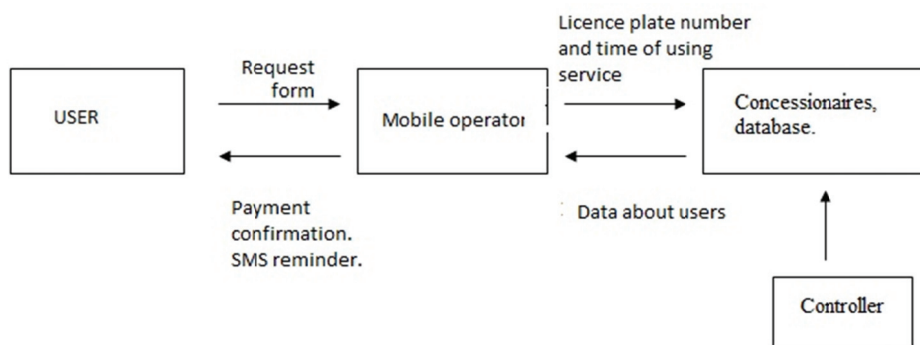 Licence plate number
and time of using
service
Request
form
USER
Mobile operator
Concessionaires,
database.
Payment
confirmation.
SMS reminder.
: Data about users
Controller